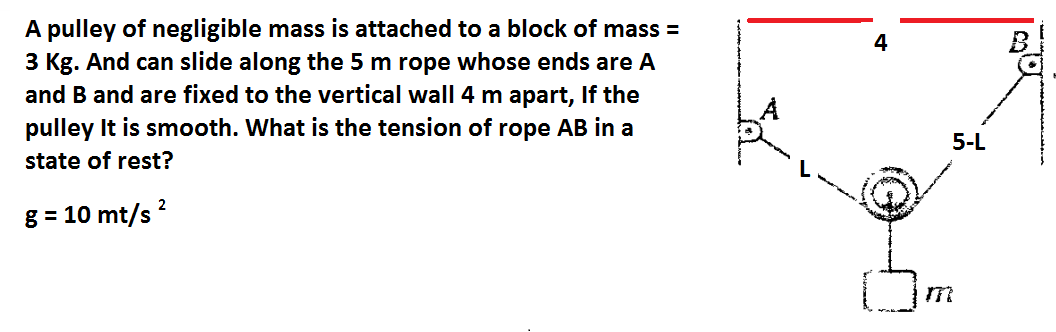 A pulley of negligible mass is attached to a block of mass =
3 Kg. And can slide along the 5 m rope whose ends are A
and B and are fixed to the vertical wall 4 m apart, If the
pulley It is smooth. What is the tension of rope AB in a
state of rest?
g = 10 mt/s ²
4
B
A
5-L
L
m